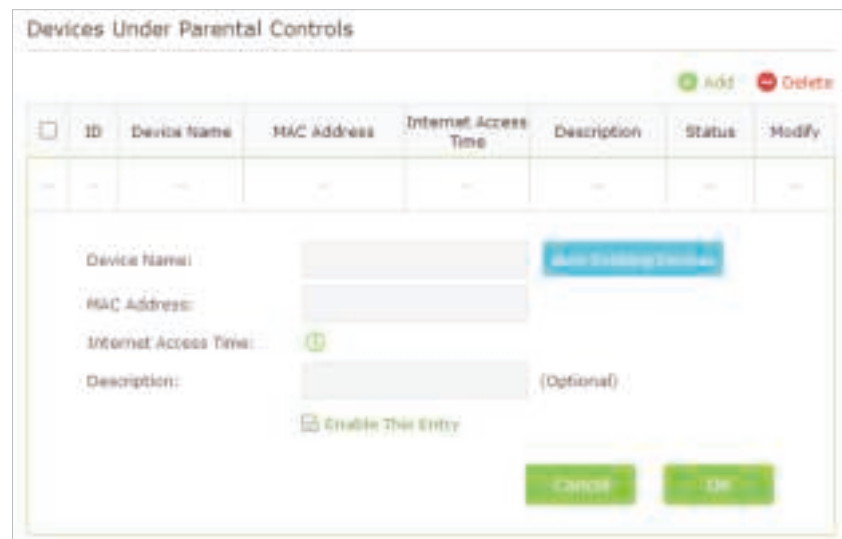 Devices Under Parental Controls
Add Delete
ID Device Name MAC Address Internet Access Time Description Status Modify
-- -- -- -- -- -- -- --
Device Name:
MAC Address:
Internet Access Time:
Description: (Optional)
Enable This Entry
Cancel OK